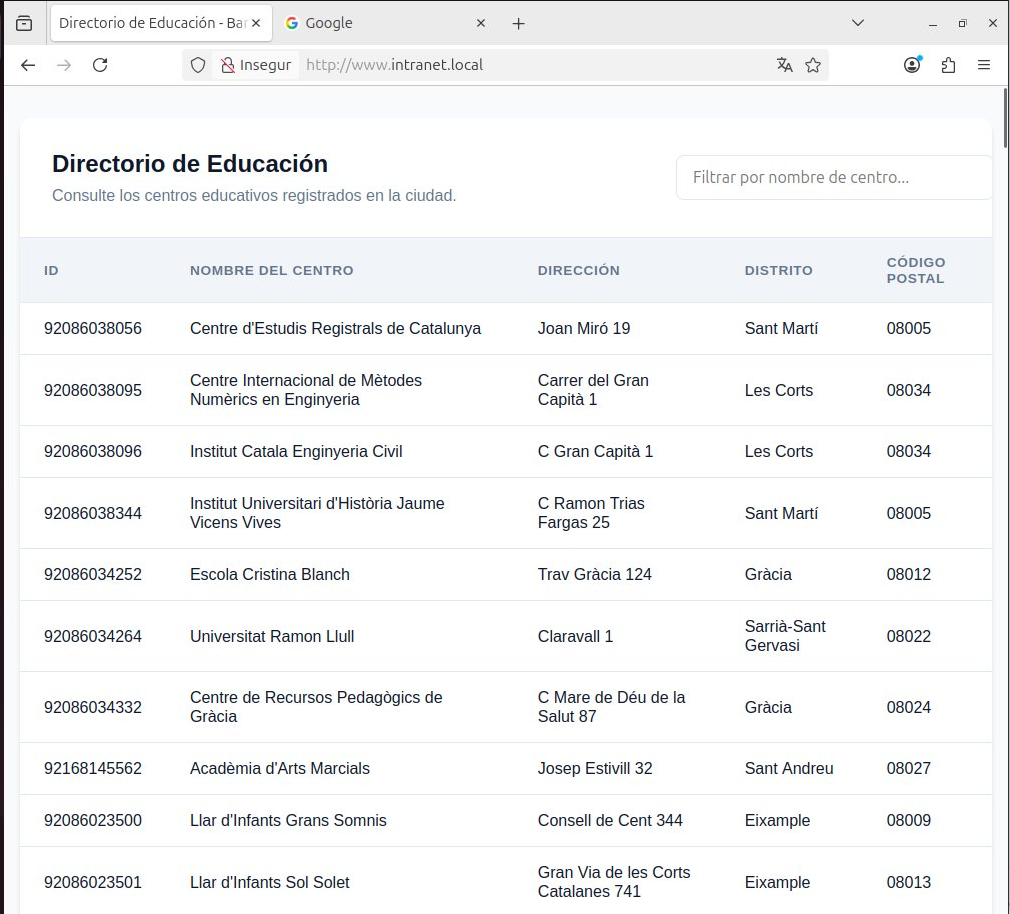 Directorio de Educación - Bar
Google
Insegur
http://www.intranet.local
Directorio de Educación
Consulte los centros educativos registrados en la ciudad.
Filtrar por nombre de centro...
ID NOMBRE DEL CENTRO DIRECCIÓN DISTRITO CÓDIGO
POSTAL
92086038056 Centre d'Estudis Registrals de Catalunya Joan Miró 19 Sant Martí 08005
92086038095 Centre Internacional de Mètodes Carrer del Gran Les Corts 08034
Numèrics en Enginyeria Capità 1
92086038096 Institut Catala Enginyeria Civil C Gran Capità 1 Les Corts 08034
92086038344 Institut Universitari d'Història Jaume C Ramon Trias Sant Martí 08005
Vicens Vives Fargas 25
92086034252 Escola Cristina Blanch Trav Gràcia 124 Gràcia 08012
92086034264 Universitat Ramon Llull Claravall 1 Sarrià-Sant 08022
Gervasi
92086034332 Centre de Recursos Pedagògics de C Mare de Déu de la Gràcia 08024
Gràcia Salut 87
92168145562 Acadèmia d'Arts Marcials Josep Estivill 32 Sant Andreu 08027
92086023500 Llar d'Infants Grans Somnis Consell de Cent 344 Eixample 08009
92086023501 Llar d'Infants Sol Solet Gran Via de les Corts Eixample 08013
Catalanes 741